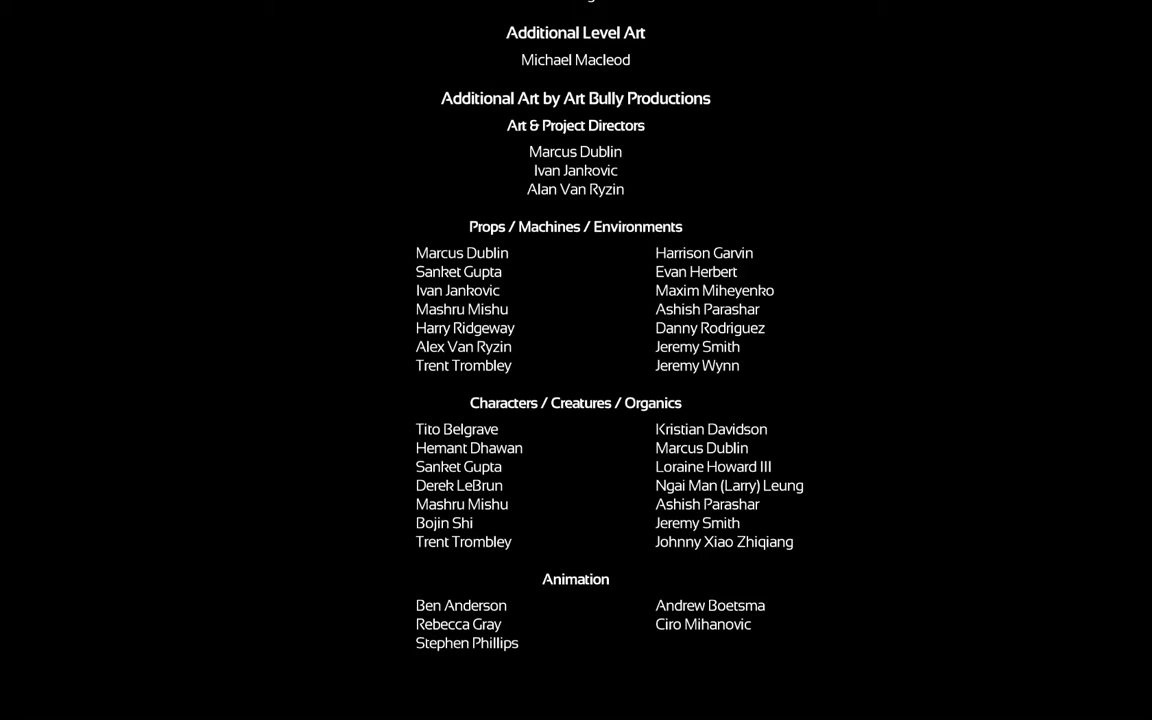 Additional Level Art
Michael Macleod
Additional Art by Art Bully Productions
Art & Project Directors
Marcus Dublin
Ivan Jankovic
Alan Van Ryzin
Props / Machines / Environments
Marcus Dublin Harrison Garvin
Sanket Gupta Evan Herbert
Ivan Jankovic Maxim Miheyenko
Mashru Mishu Ashish Parashar
Harry Ridgeway Danny Rodriguez
Alex Van Ryzin Jeremy Smith
Trent Trombley Jeremy Wynn
Characters / Creatures / Organics
Tito Belgrave Kristian Davidson
Hemant Dhawan Marcus Dublin
Sanket Gupta Loraine Howard III
Derek LeBrun Ngai Man (Larry) Leung
Mashru Mishu Ashish Parashar
Bojin Shi Jeremy Smith
Trent Trombley Johnny Xiao Zhiqiang
Animation
Ben Anderson Andrew Boetsma
Rebecca Gray Ciro Mihanovic
Stephen Phillips